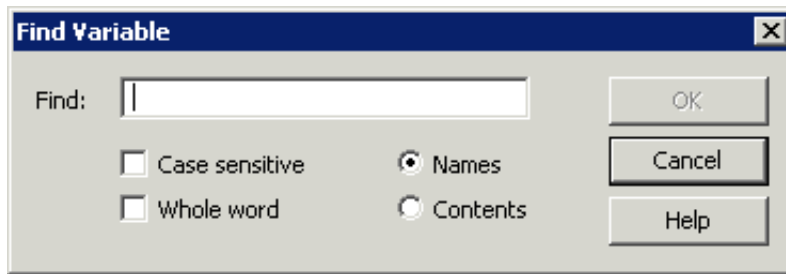 Find Variable
Find:
OK
Case sensitive
Names
Cancel
Whole word
Contents
Help